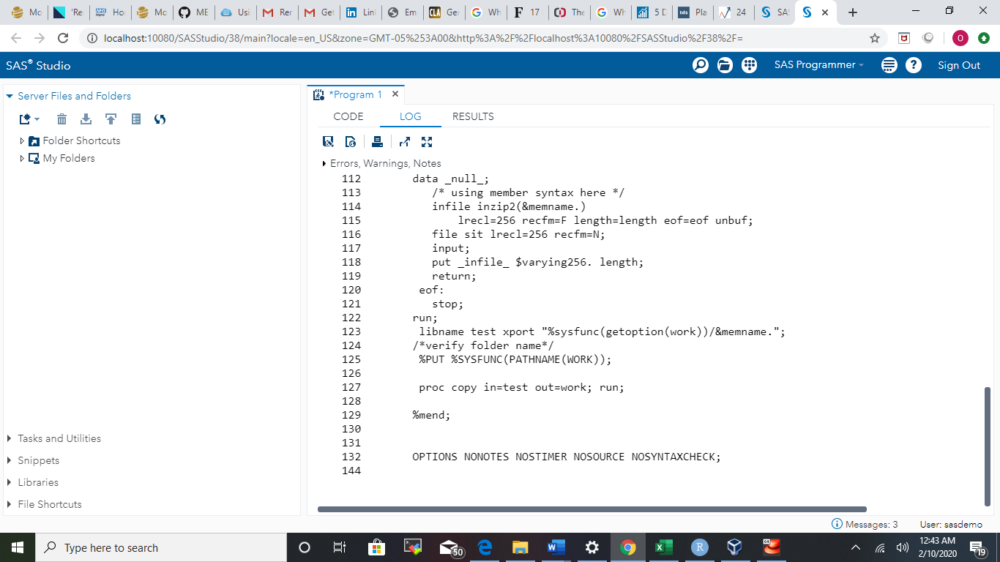 Mo
'Re
Ho
Mo
ME
Usi
Rer
Get
Linl
Em
CLA Ger
Wh
F 17
The
Wh
5 D
tds Pla
24
SA
localhost:10080/SASStudio/38/main?locale=en_US&zone=GMT-05%253A00&http%3A%2F%2Flocalhost%3A10080%2FSASStudio%2F38%2F=
O
SAS® Studio
SAS Programmer
Sign Out
Server Files and Folders
Folder Shortcuts
My Folders
Tasks and Utilities
Snippets
Libraries
File Shortcuts
*Program 1
CODE LOG RESULTS
Errors, Warnings, Notes
112 data _null_;
113 /* using member syntax here */
114 infile inzip2(&memname.)
115 lrecl=256 recfm=F length=length eof=eof unbuf;
116 file sit lrecl=256 recfm=N;
117 input;
118 put _infile_ $varying256. length;
119 return;
120 eof:
121 stop;
122 run;
123 libname test xport "%sysfunc(getoption(work))/&memname.";
124 /*verify folder name*/
125 %PUT %SYSFUNC(PATHNAME(WORK));
126
127 proc copy in=test out=work; run;
128
129 %mend;
130
131
132 OPTIONS NONOTES NOSTIMER NOSOURCE NOSYNTAXCHECK;
144
Messages: 3
User: sasdemo
Type here to search
50
12:43 AM
2/10/2020
19